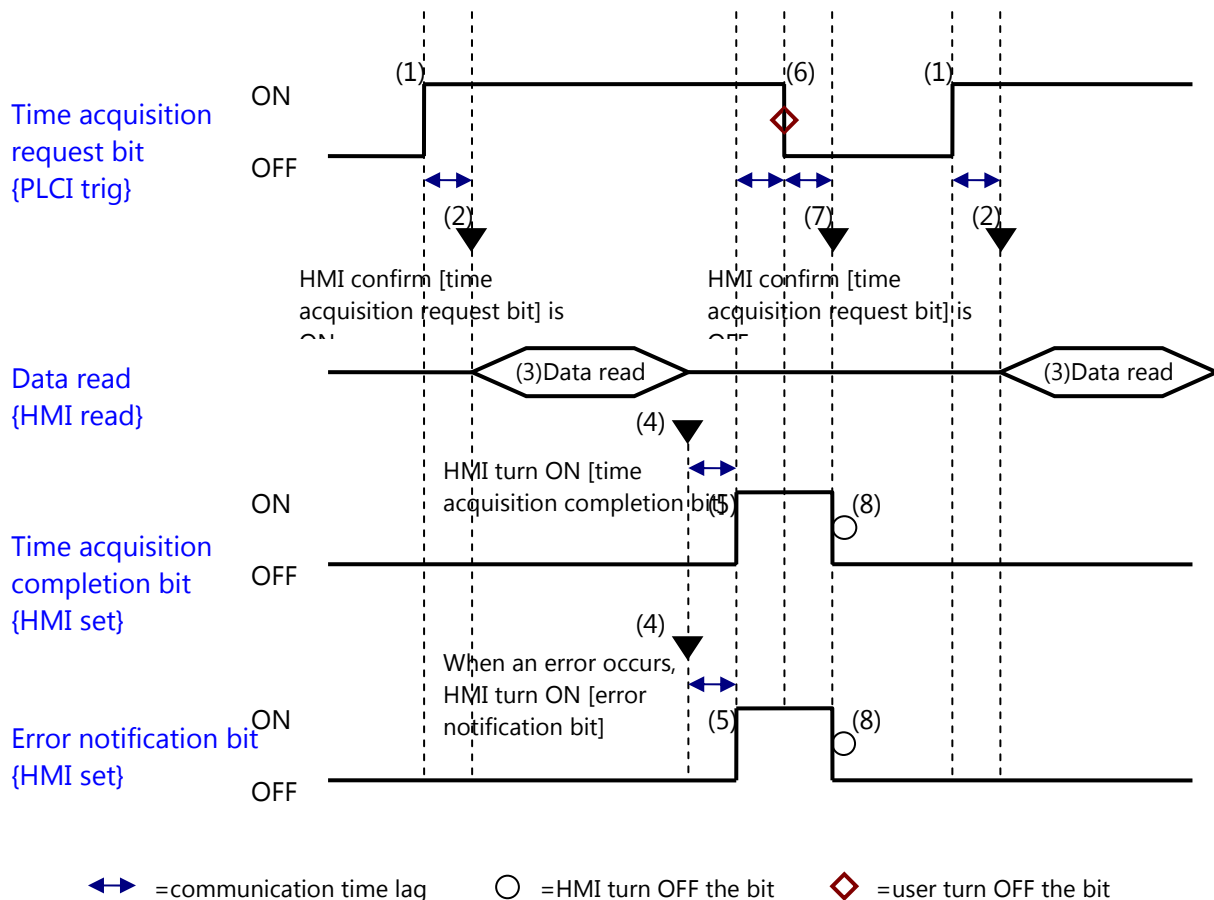 (1)
(6)
(1)
ON
Time acquisition
request bit
{PLCI trig}
OFF
(2)
(7)
(2)
HMI confirm [time
acquisition request bit] is
ON
HMI confirm [time
acquisition request bit] is
OFF
Data read
{HMI read}
(3)Data read
(3)Data read
(4)
HMI turn ON [time
acquisition completion bit]
(5)
(8)
ON
Time acquisition
completion bit
{HMI set}
OFF
(4)
When an error occurs,
HMI turn ON [error
notification bit]
(5)
(8)
ON
Error notification bit
{HMI set}
OFF
=communication time lag
=HMI turn OFF the bit
=user turn OFF the bit